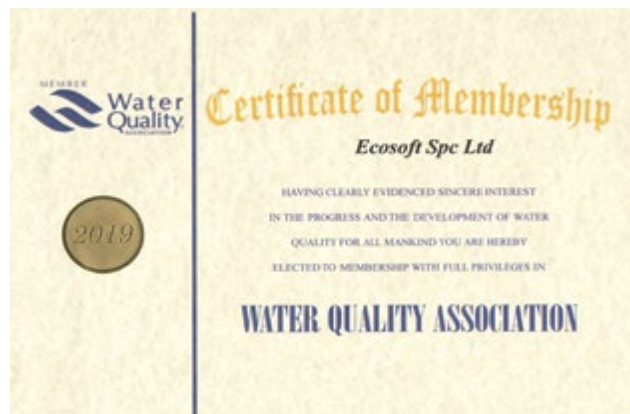 MEMBER
Water
Quality
ASSOCIATION
2019
Certificate of Membership
Ecosoft Spc Ltd
HAVING CLEARLY EVIDENCED SINCERE INTEREST
IN THE PROGRESS AND THE DEVELOPMENT OF WATER
QUALITY FOR ALL MANKIND YOU ARE HEREBY
ELECTED TO MEMBERSHIP WITH FULL PRIVILEGES IN
WATER QUALITY ASSOCIATION